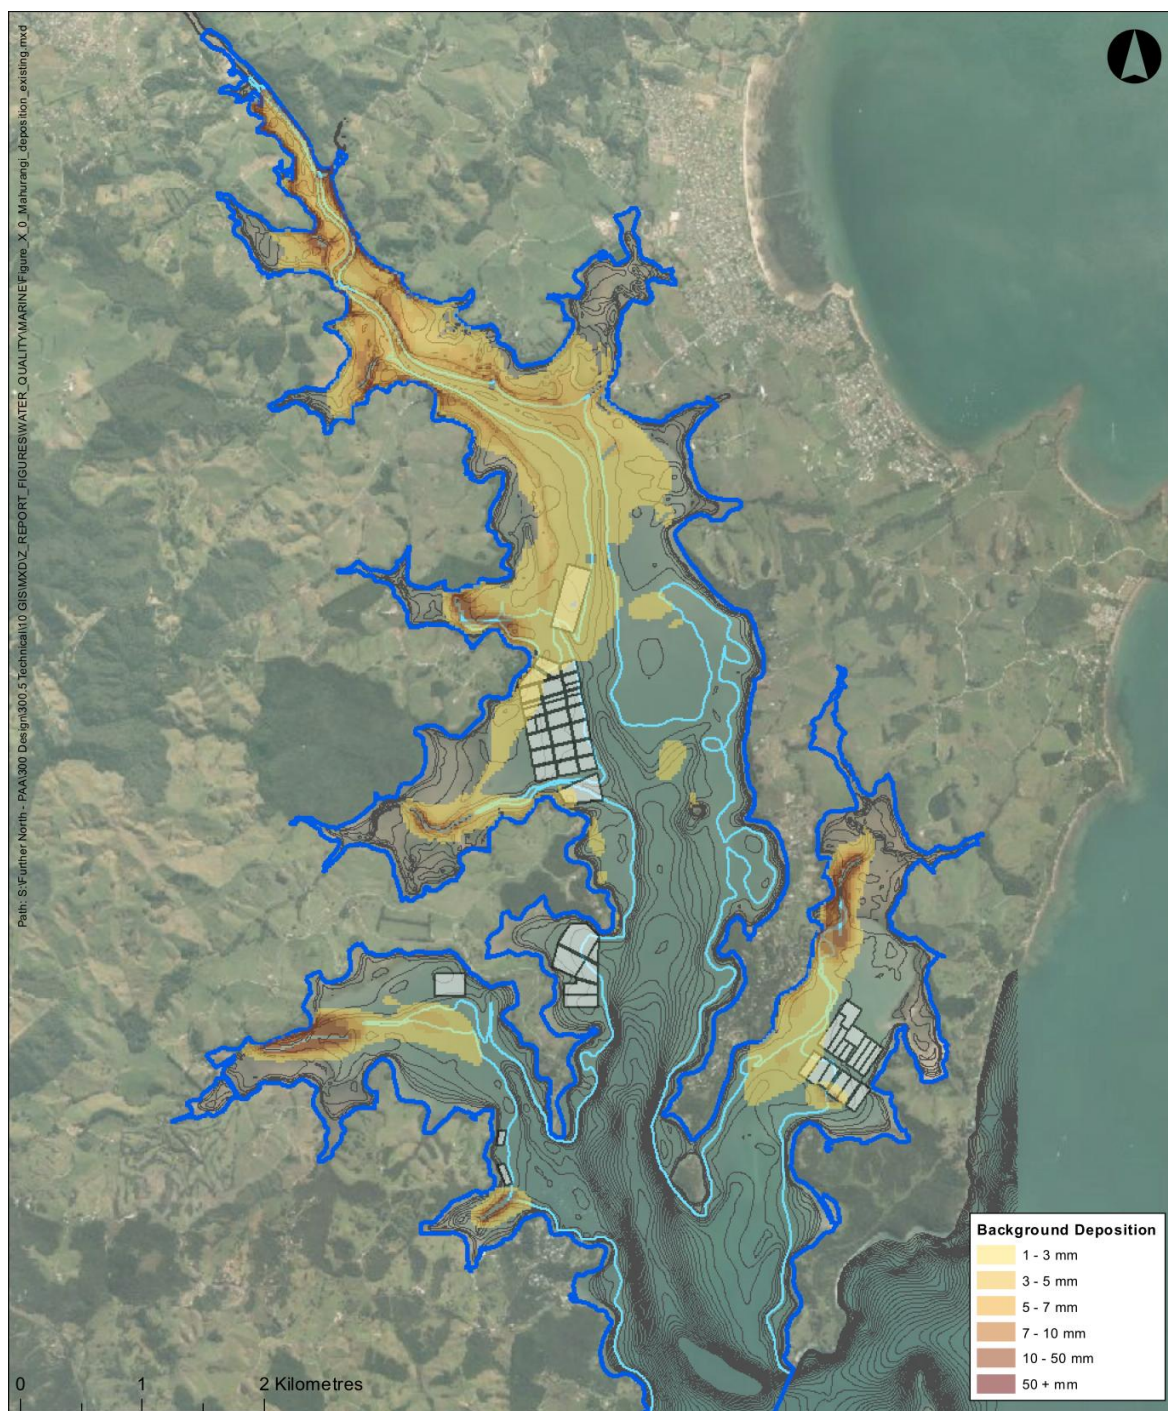 Path: S:\Further North - PAA\300 Design\300.5 Technical\10 GIS\MXD\Z_REPORT_FIGURES\WATER_QUALITY\MARINE\Figure_X_0_Mahurangi_deposition_existing.mxd
Background Deposition
1 - 3 mm
3 - 5 mm
5 - 7 mm
7 - 10 mm
10 - 50 mm
50 + mm
0 1 2 Kilometres